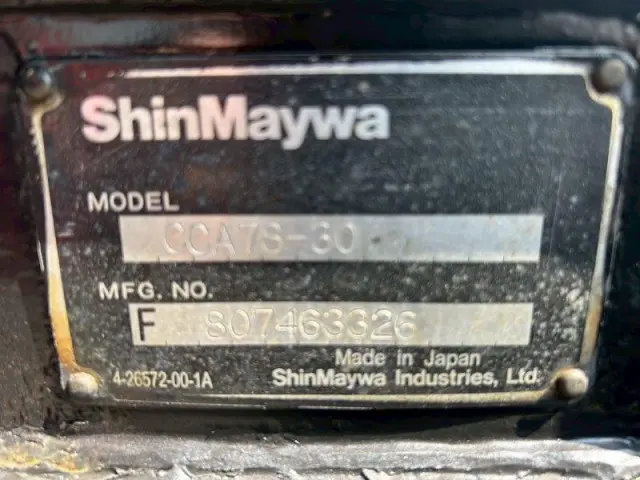 ShinMaywa
MODEL
CCA78-30
MFG. NO.
F 807463326
Made in Japan
4-26572-00-1A
ShinMaywa Industries, Ltd.